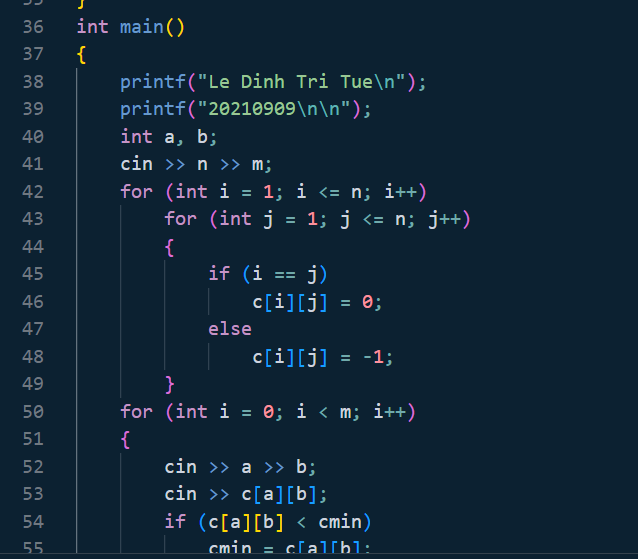 35 }
36 int main()
37 {
38 printf("Le Dinh Tri Tue\n");
39 printf("20210909\n\n");
40 int a, b;
41 cin >> n >> m;
42 for (int i = 1; i <= n; i++)
43 for (int j = 1; j <= n; j++)
44 {
45 if (i == j)
46 c[i][j] = 0;
47 else
48 c[i][j] = -1;
49 }
50 for (int i = 0; i < m; i++)
51 {
52 cin >> a >> b;
53 cin >> c[a][b];
54 if (c[a][b] < cmin)
55 cmin = c[a][b];